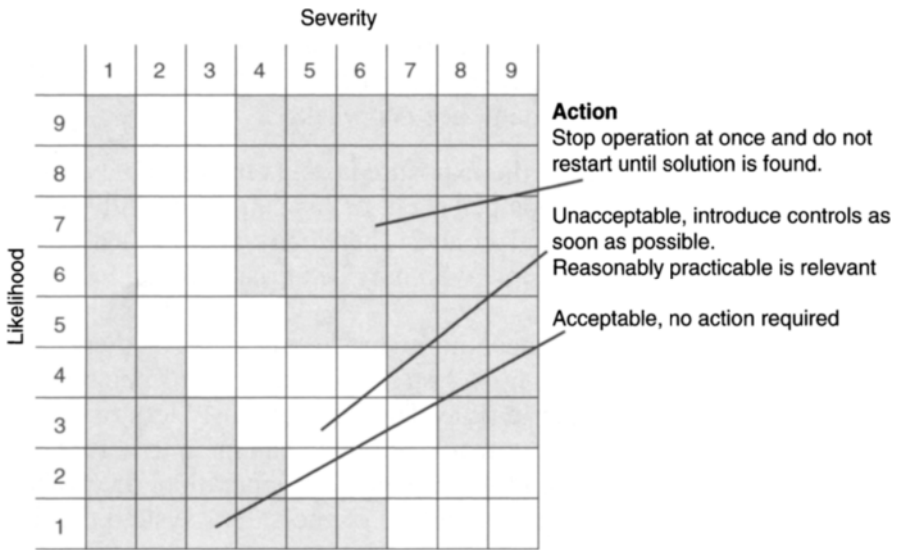 Severity
1 2 3 4 5 6 7 8 9
9
8
7
6
5
4
3
2
1
Likelihood
Action
Stop operation at once and do not
restart until solution is found.
Unacceptable, introduce controls as
soon as possible.
Reasonably practicable is relevant
Acceptable, no action required